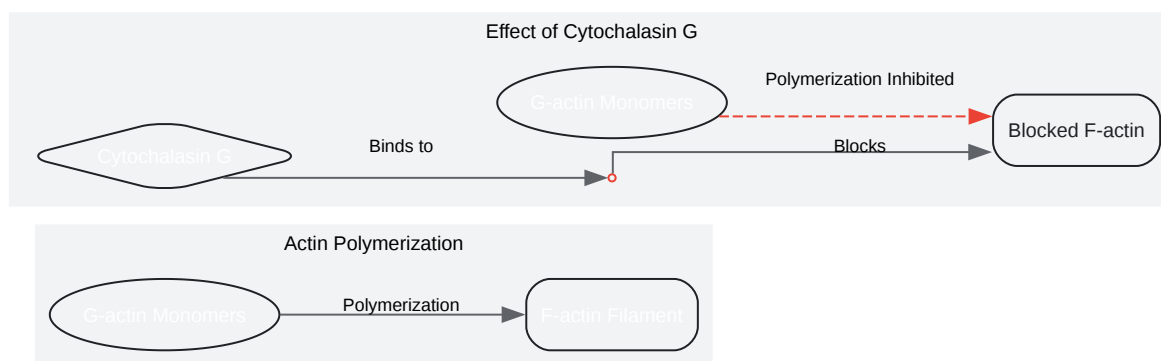 Effect of Cytochalasin G
G-actin Monomers
Polymerization Inhibited
Blocked F-actin
Cytochalasin G
Binds to
Blocks
Actin Polymerization
G-actin Monomers
Polymerization
F-actin Filament